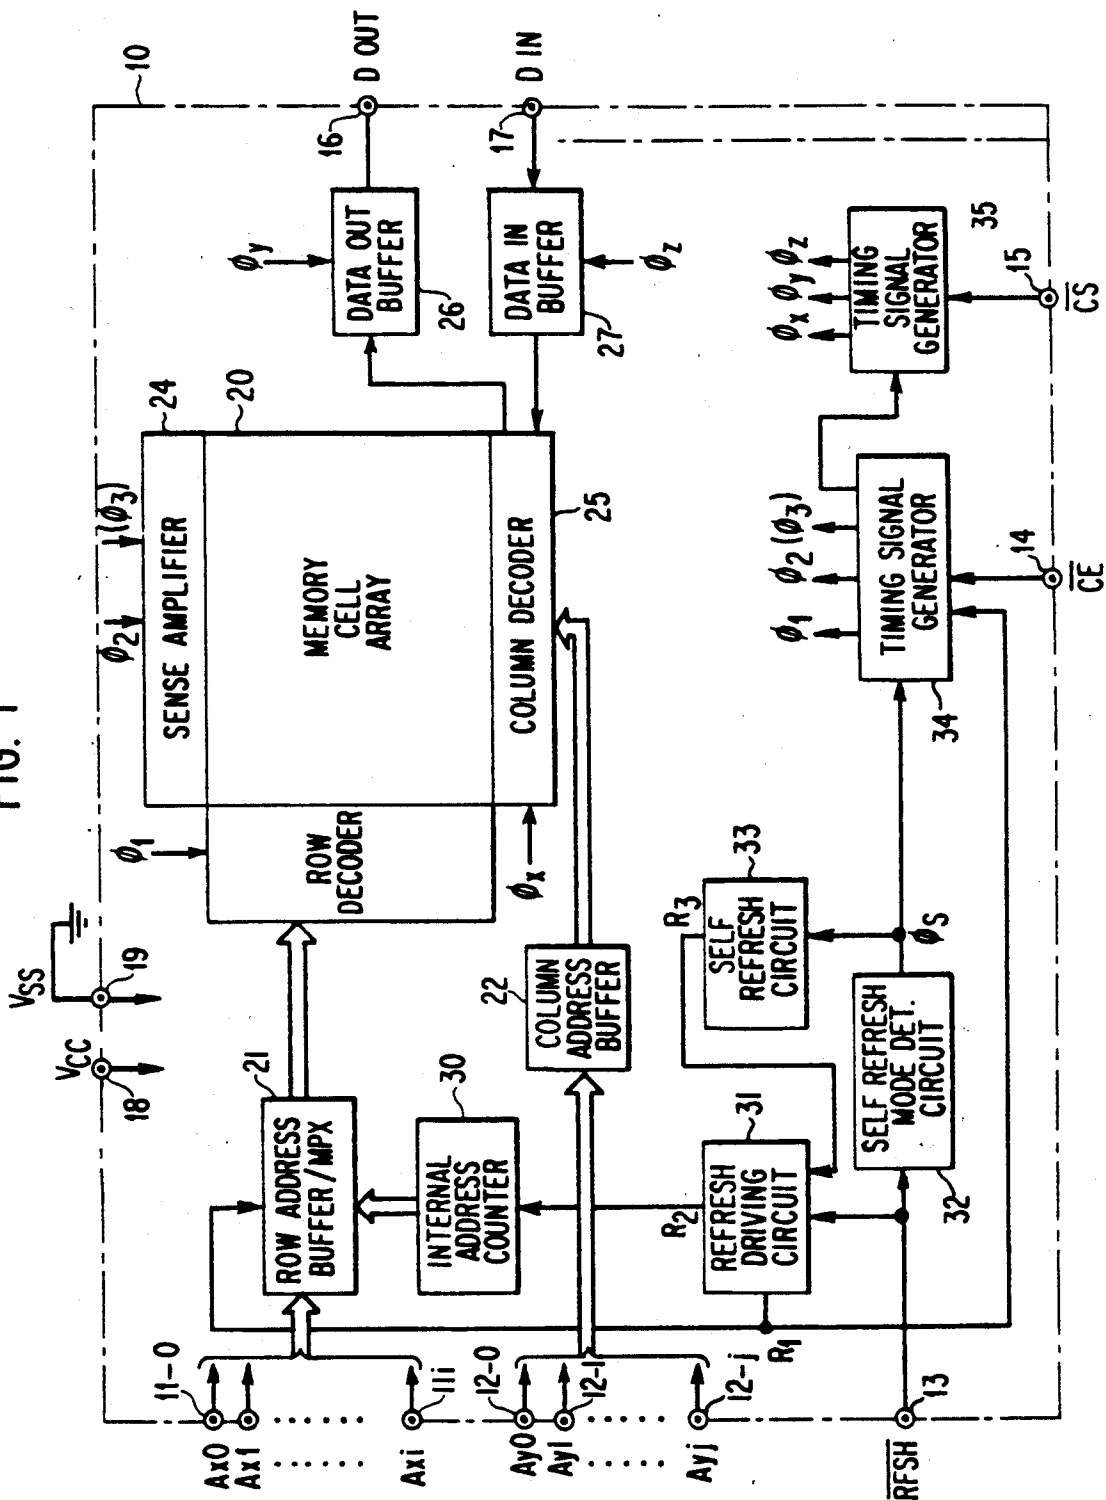 FIG. 1
VCC
18
VSS
19
10
Ax0
Ax1
Axi
11-0
11i
Ay0
Ay1
Ayj
12-0
12-1
12-j
RFSH
13
ROW ADDRESS
BUFFER/MPX
21
INTERNAL
ADDRESS
COUNTER
30
COLUMN
ADDRESS
BUFFER
22
ϕ1
ROW
DECODER
ϕx
ϕ2
(ϕ3)
SENSE AMPLIFIER
24
MEMORY
CELL
ARRAY
20
COLUMN DECODER
25
ϕy
DATA OUT
BUFFER
26
16
D OUT
DATA IN
BUFFER
27
ϕz
17
D IN
R1
R2
REFRESH
DRIVING
CIRCUIT
31
R3
SELF
REFRESH
CIRCUIT
33
SELF REFRESH
MODE DET.
CIRCUIT
32
ϕS
ϕ1
ϕ2
(ϕ3)
TIMING SIGNAL
GENERATOR
34
14
CE
ϕx
ϕy
ϕz
TIMING
SIGNAL
GENERATOR
35
15
CS